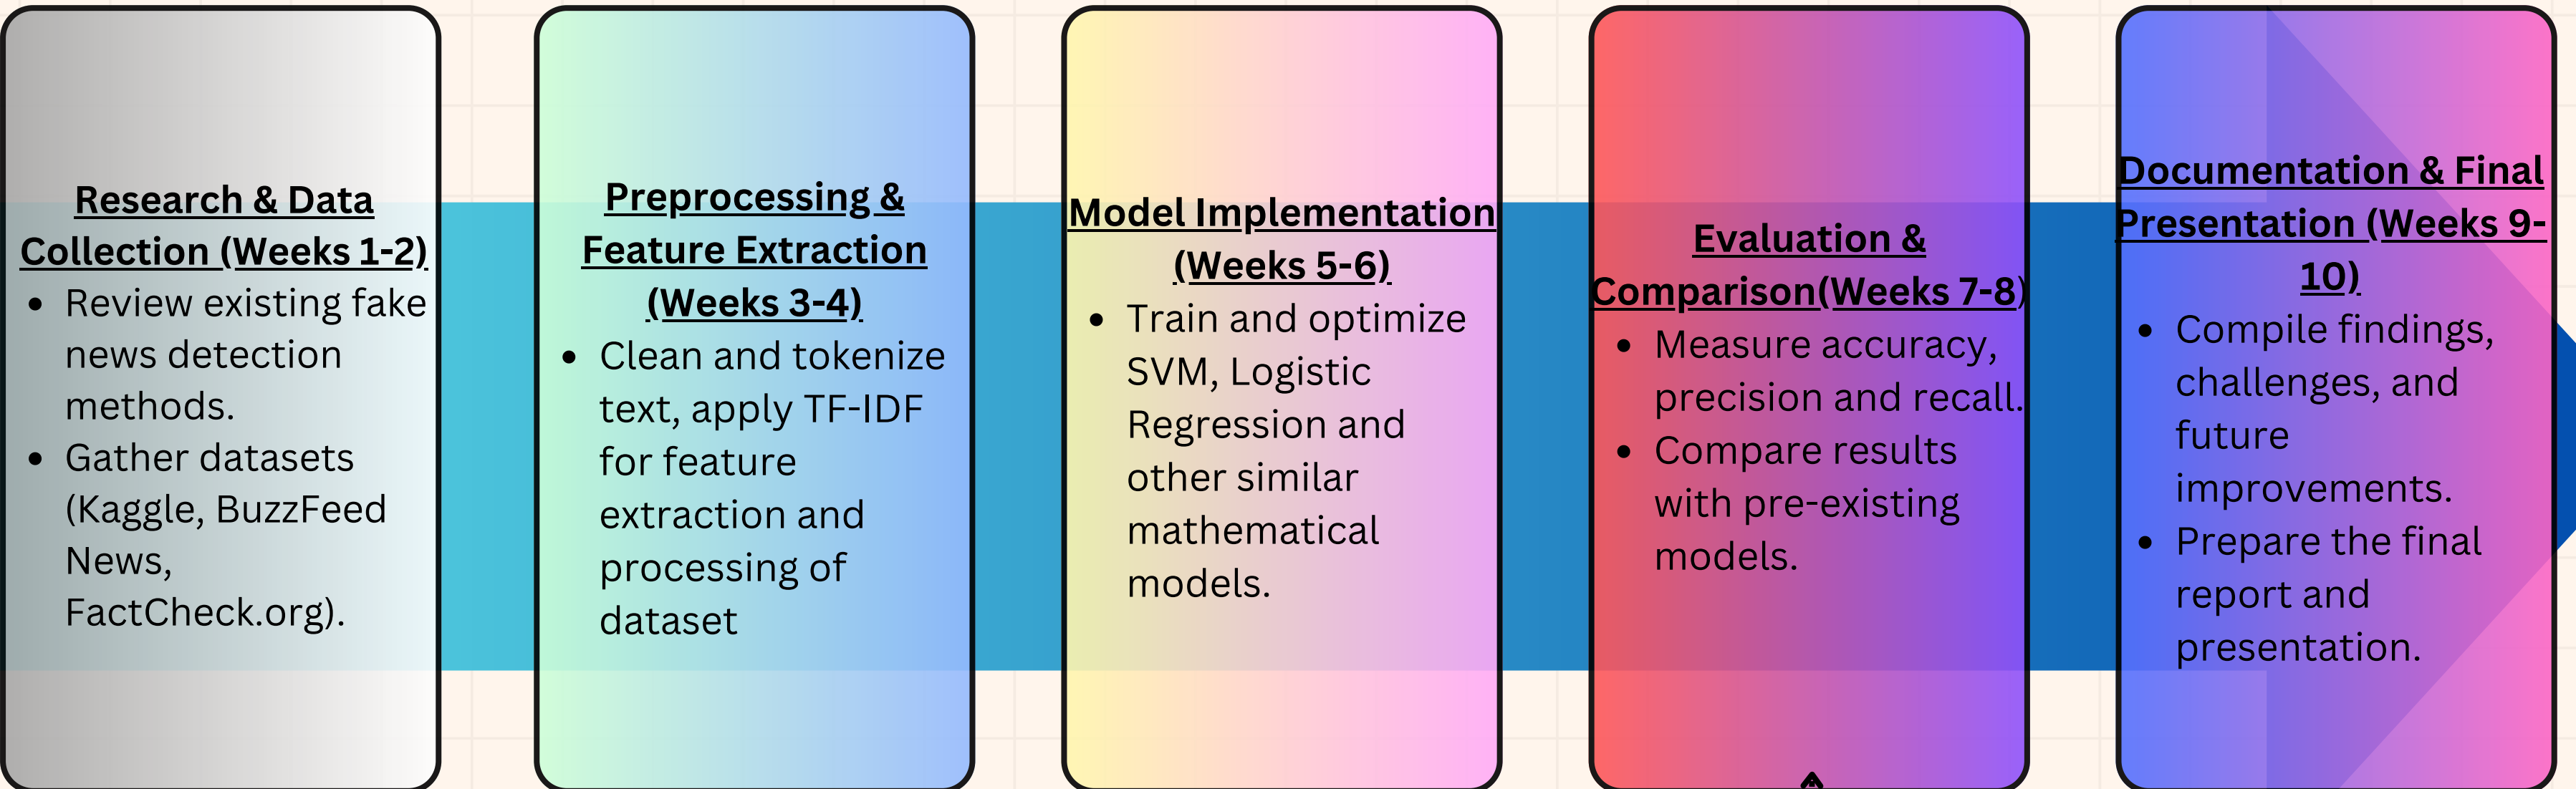 Research & Data
Collection (Weeks 1-2)
• Review existing fake
news detection
methods.
• Gather datasets
(Kaggle, BuzzFeed
News,
FactCheck.org).
Preprocessing &
Feature Extraction
(Weeks 3-4)
• Clean and tokenize
text, apply TF-IDF
for feature
extraction and
processing of
dataset
Model Implementation
(Weeks 5-6)
• Train and optimize
SVM, Logistic
Regression and
other similar
mathematical
models.
Evaluation &
Comparison(Weeks 7-8)
• Measure accuracy,
precision and recall.
• Compare results
with pre-existing
models.
Documentation & Final
Presentation (Weeks 9-
10)
• Compile findings,
challenges, and
future
improvements.
• Prepare the final
report and
presentation.